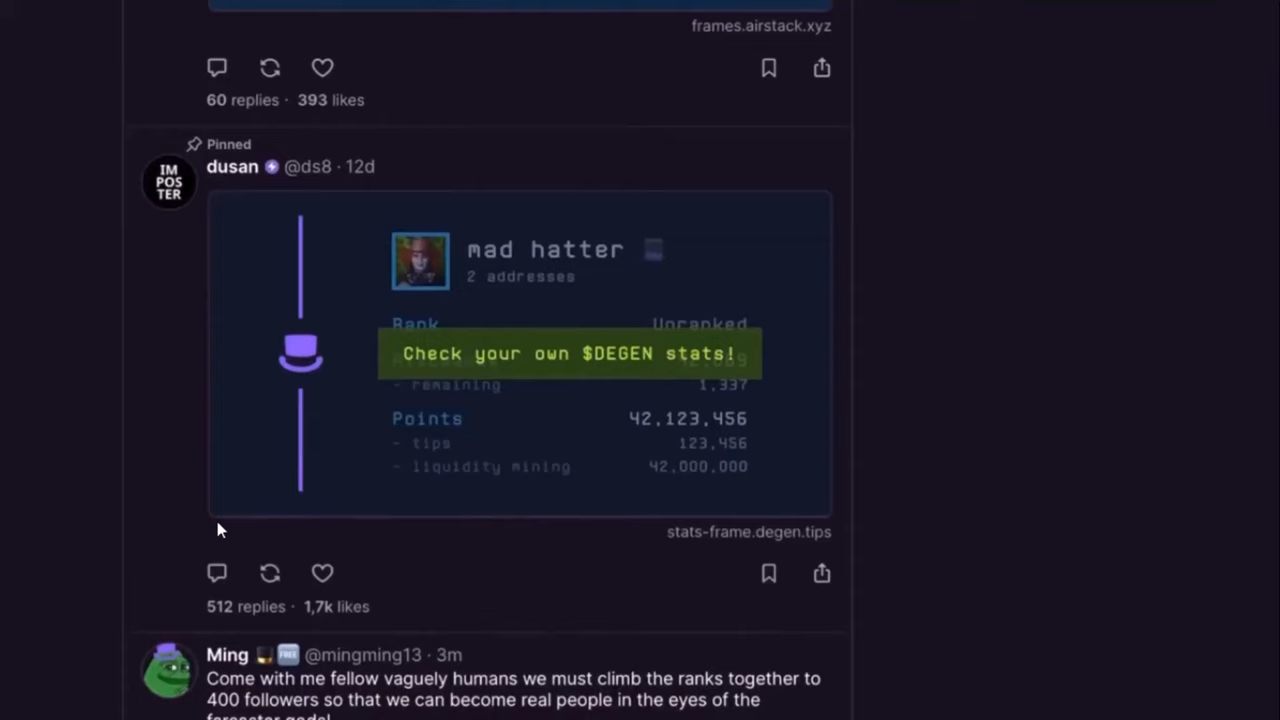 frames.airstack.xyz
60 replies · 393 likes
Pinned
IM
POS
TER
dusan @ds8 · 12d
mad hatter
2 addresses
Rank Unranked
Check your own $DEGEN stats!
- remaining 1,337
Points 42,123,456
- tips 123,456
- liquidity mining 42,000,000
stats-frame.degen.tips
512 replies · 1,7k likes
Ming FREE @mingming13 · 3m
Come with me fellow vaguely humans we must climb the ranks together to
400 followers so that we can become real people in the eyes of the